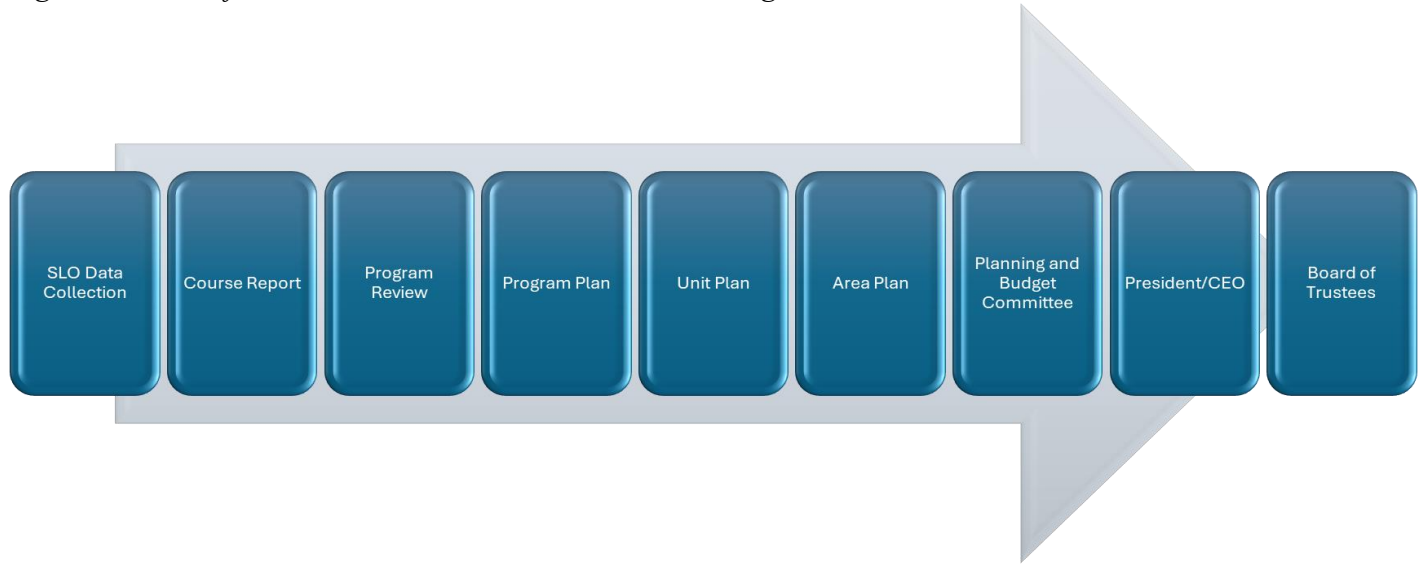 SLO Data
Collection
Course Report
Program
Review
Program Plan
Unit Plan
Area Plan
Planning and
Budget
Committee
President/CEO
Board of
Trustees